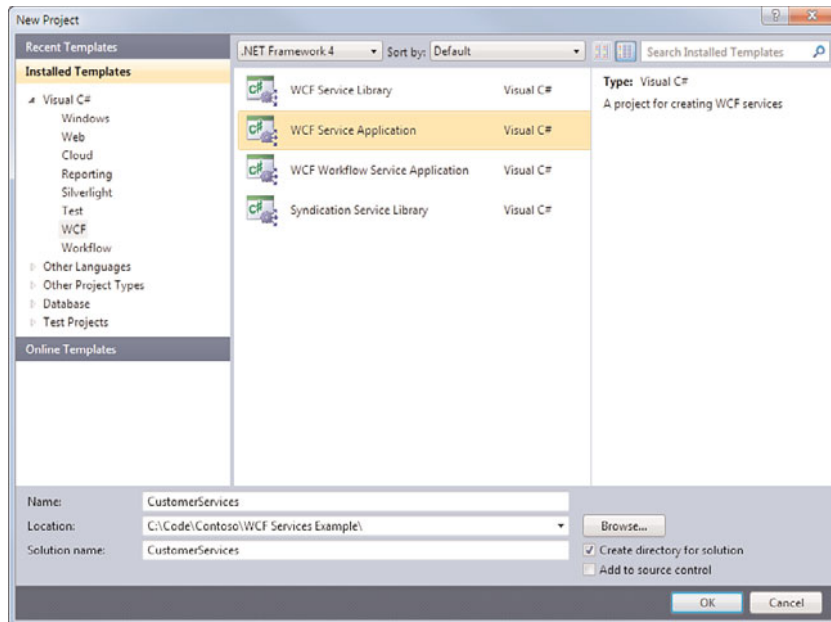 New Project
Recent Templates
Installed Templates
Visual C#
Windows
Web
Cloud
Reporting
Silverlight
Test
WCF
Workflow
Other Languages
Other Project Types
Database
Test Projects
Online Templates
.NET Framework 4 Sort by: Default
Search Installed Templates
C# WCF Service Library Visual C#
C# WCF Service Application Visual C#
C# WCF Workflow Service Application Visual C#
C# Syndication Service Library Visual C#
Type: Visual C#
A project for creating WCF services
Name: CustomerServices
Location: C:\Code\Contoso\WCF Services Example\ Browse...
Solution name: CustomerServices
Create directory for solution
Add to source control
OK Cancel